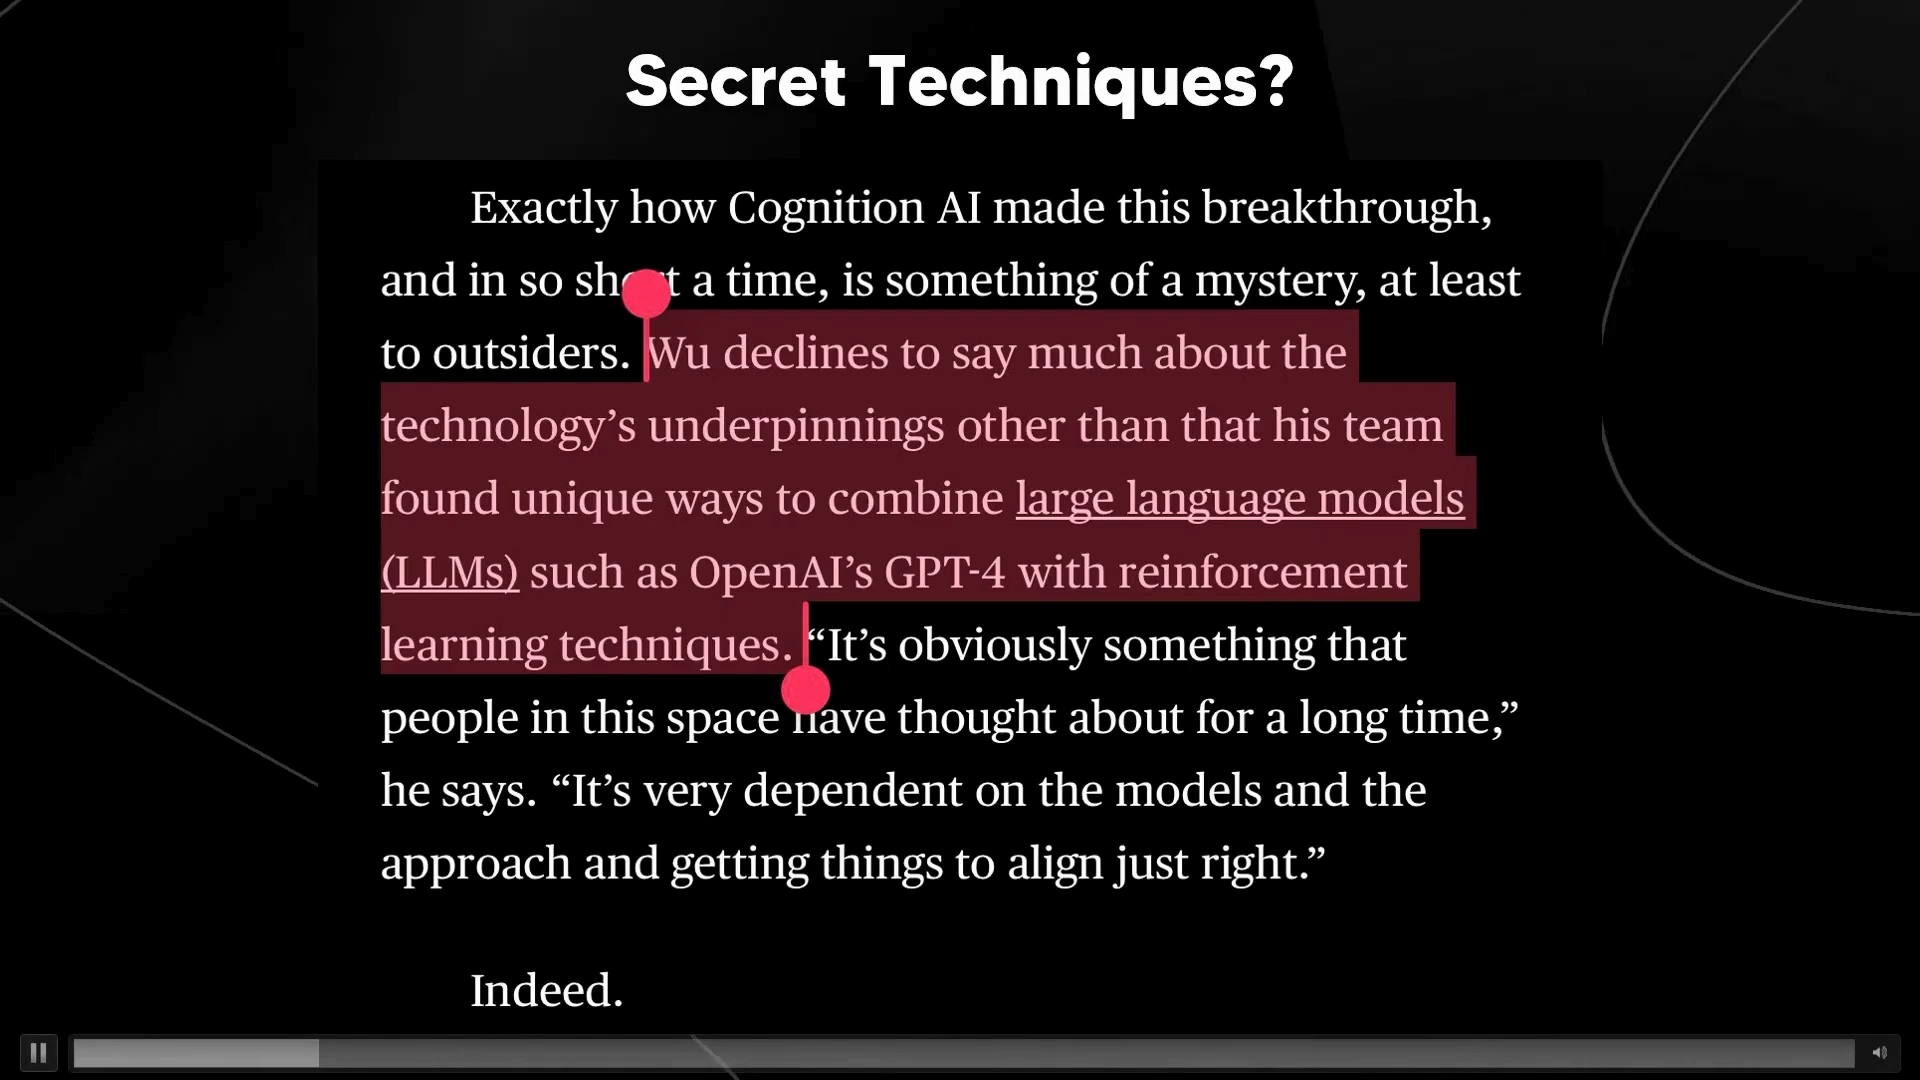 Secret Techniques?
Exactly how Cognition AI made this breakthrough,
and in so short a time, is something of a mystery, at least
to outsiders. Wu declines to say much about the
technology’s underpinnings other than that his team
found unique ways to combine large language models
(LLMs) such as OpenAI’s GPT-4 with reinforcement
learning techniques. “It’s obviously something that
people in this space have thought about for a long time,”
he says. “It’s very dependent on the models and the
approach and getting things to align just right.”
Indeed.